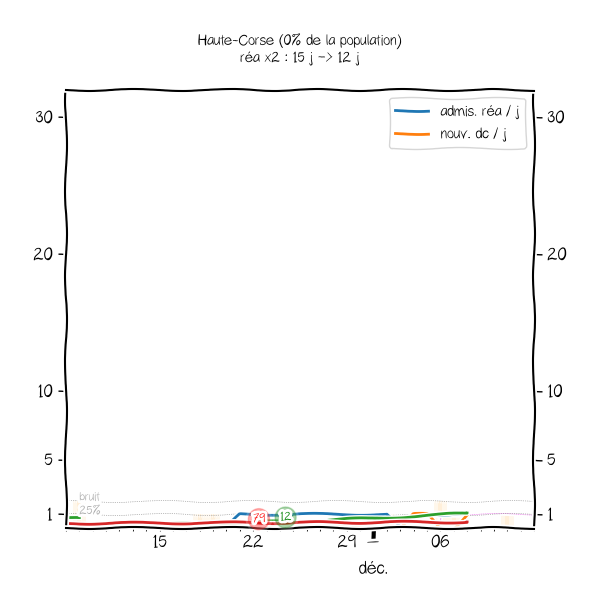 Haute-Corse (0% de la population)
réa x2 : 15 j -> 12 j
admis. réa / j
nouv. dc / j
30 30
20 20
10 10
5 5
bruit
25%
1 79 12 1
15 22 29 1 06
déc.